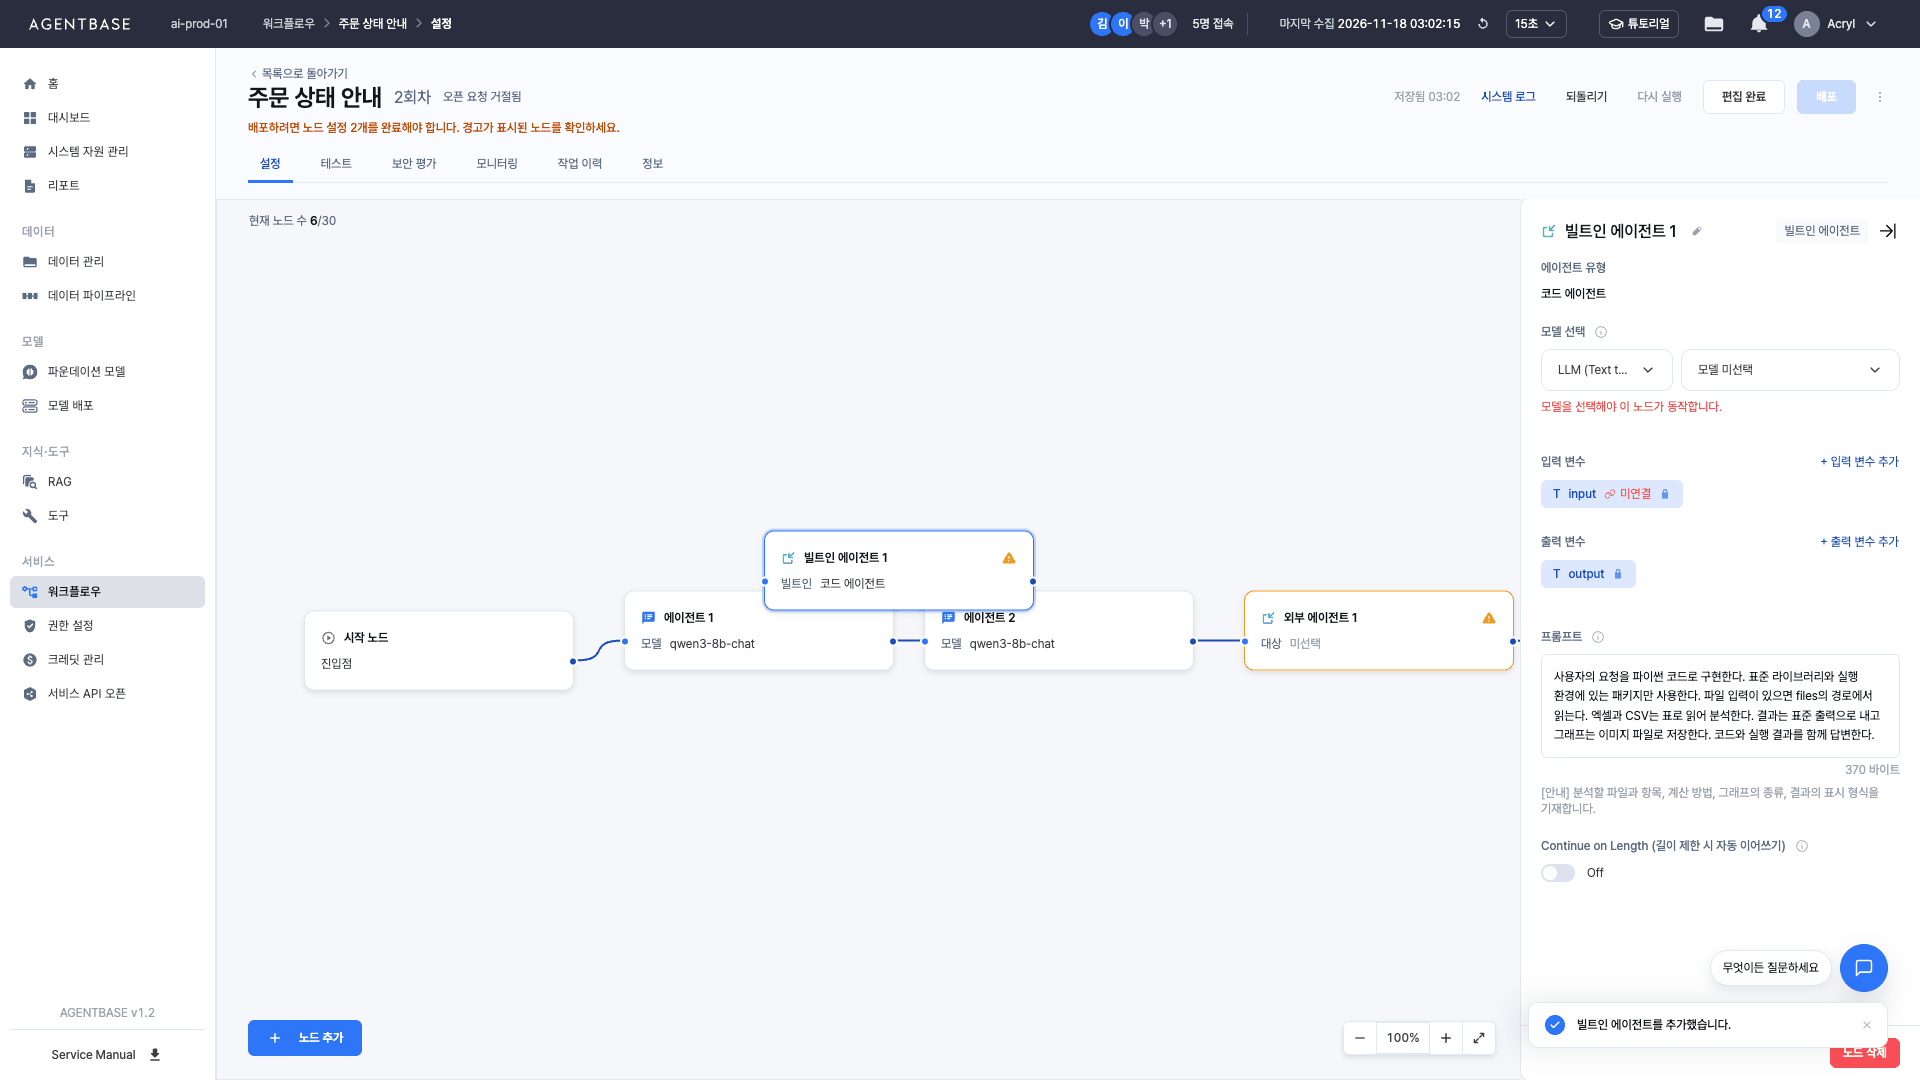 AGENTBASE
ai-prod-01
워크플로우 > 주문 상태 안내 > 설정
김 이 박 +1 5명 접속
마지막 수집 2026-11-18 03:02:15
15초
튜토리얼
12
A Acryl
홈
대시보드
시스템 자원 관리
리포트
데이터
데이터 관리
데이터 파이프라인
모델
파운데이션 모델
모델 배포
지식·도구
RAG
도구
서비스
워크플로우
권한 설정
크레딧 관리
서비스 API 오픈
AGENTBASE v1.2
Service Manual
목록으로 돌아가기
주문 상태 안내 2회차 오픈 요청 거절됨
저장됨 03:02 시스템 로그 되돌리기 다시 실행 편집 완료 배포
배포하려면 노드 설정 2개를 완료해야 합니다. 경고가 표시된 노드를 확인하세요.
설정 테스트 보안 평가 모니터링 작업 이력 정보
현재 노드 수 6/30
시작 노드
진입점
에이전트 1
모델 qwen3-8b-chat
빌트인 에이전트 1
빌트인 코드 에이전트
에이전트 2
모델 qwen3-8b-chat
외부 에이전트 1
대상 미선택
+ 노드 추가
− 100% +
빌트인 에이전트 1 빌트인 에이전트
에이전트 유형
코드 에이전트
모델 선택
LLM (Text t... 모델 미선택
모델을 선택해야 이 노드가 동작합니다.
입력 변수 + 입력 변수 추가
T input 미연결
출력 변수 + 출력 변수 추가
T output
프롬프트
사용자의 요청을 파이썬 코드로 구현한다. 표준 라이브러리와 실행
환경에 있는 패키지만 사용한다. 파일 입력이 있으면 files의 경로에서
읽는다. 엑셀과 CSV는 표로 읽어 분석한다. 결과는 표준 출력으로 내고
그래프는 이미지 파일로 저장한다. 코드와 실행 결과를 함께 답변한다.
370 바이트
[안내] 분석할 파일과 항목, 계산 방법, 그래프의 종류, 결과의 표시 형식을
기재합니다.
Continue on Length (길이 제한 시 자동 이어쓰기)
Off
무엇이든 질문하세요
빌트인 에이전트를 추가했습니다.
노드 삭제